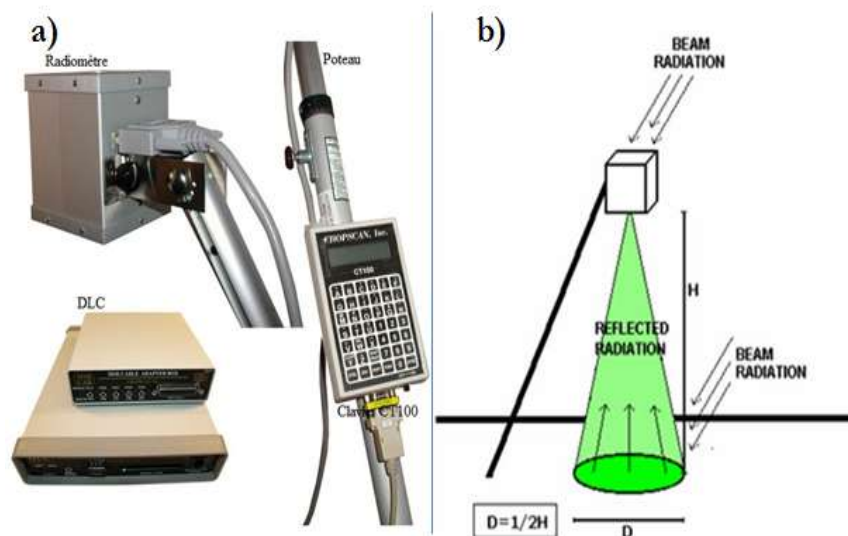 a)
Radiomètre
Poteau
CROPSCAN, Inc.
CT100
DLC
Clavier CT100
b)
BEAM
RADIATION
H
REFLECTED
RADIATION
BEAM
RADIATION
D=1/2H
D